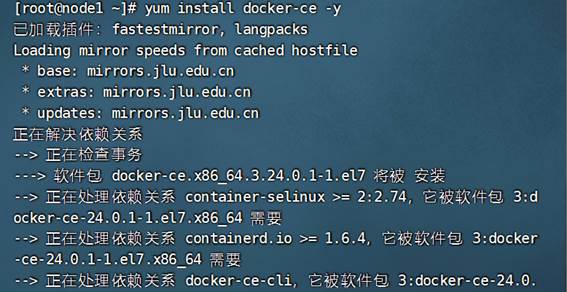 [root@node1 ~]# yum install docker-ce -y
已加载插件：fastestmirror, langpacks
Loading mirror speeds from cached hostfile
 * base: mirrors.jlu.edu.cn
 * extras: mirrors.jlu.edu.cn
 * updates: mirrors.jlu.edu.cn
正在解决依赖关系
--> 正在检查事务
---> 软件包 docker-ce.x86_64.3.24.0.1-1.el7 将被 安装
--> 正在处理依赖关系 container-selinux >= 2:2.74，它被软件包 3:d
ocker-ce-24.0.1-1.el7.x86_64 需要
--> 正在处理依赖关系 containerd.io >= 1.6.4，它被软件包 3:docker
-ce-24.0.1-1.el7.x86_64 需要
--> 正在处理依赖关系 docker-ce-cli，它被软件包 3:docker-ce-24.0.